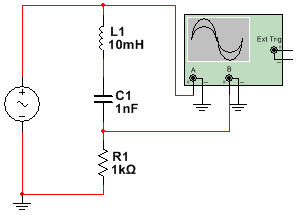 L1
10mH
Ext Trig
A
B
C1
1nF
R1
1kΩ